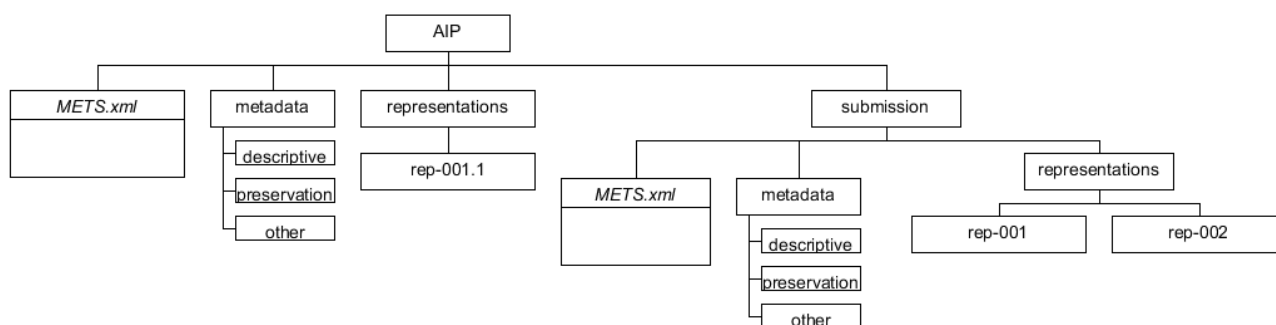 AIP
METS.xml
metadata
representations
submission
descriptive
preservation
other
rep-001.1
METS.xml
metadata
representations
descriptive
preservation
other
rep-001
rep-002